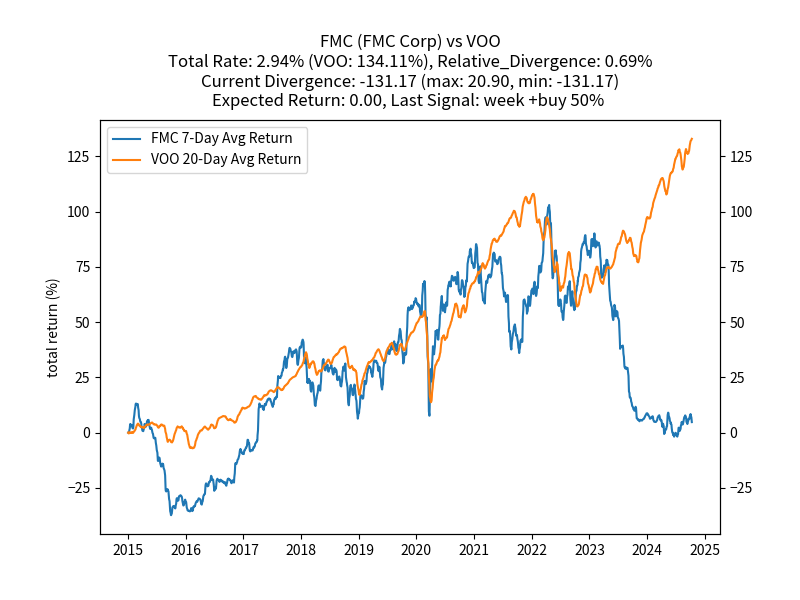 FMC (FMC Corp) vs VOO
Total Rate: 2.94% (VOO: 134.11%), Relative_Divergence: 0.69%
Current Divergence: -131.17 (max: 20.90, min: -131.17)
Expected Return: 0.00, Last Signal: week +buy 50%
FMC 7-Day Avg Return
VOO 20-Day Avg Return
total return (%)
125
100
75
50
25
0
−25
125
100
75
50
25
0
−25
2015 2016 2017 2018 2019 2020 2021 2022 2023 2024 2025